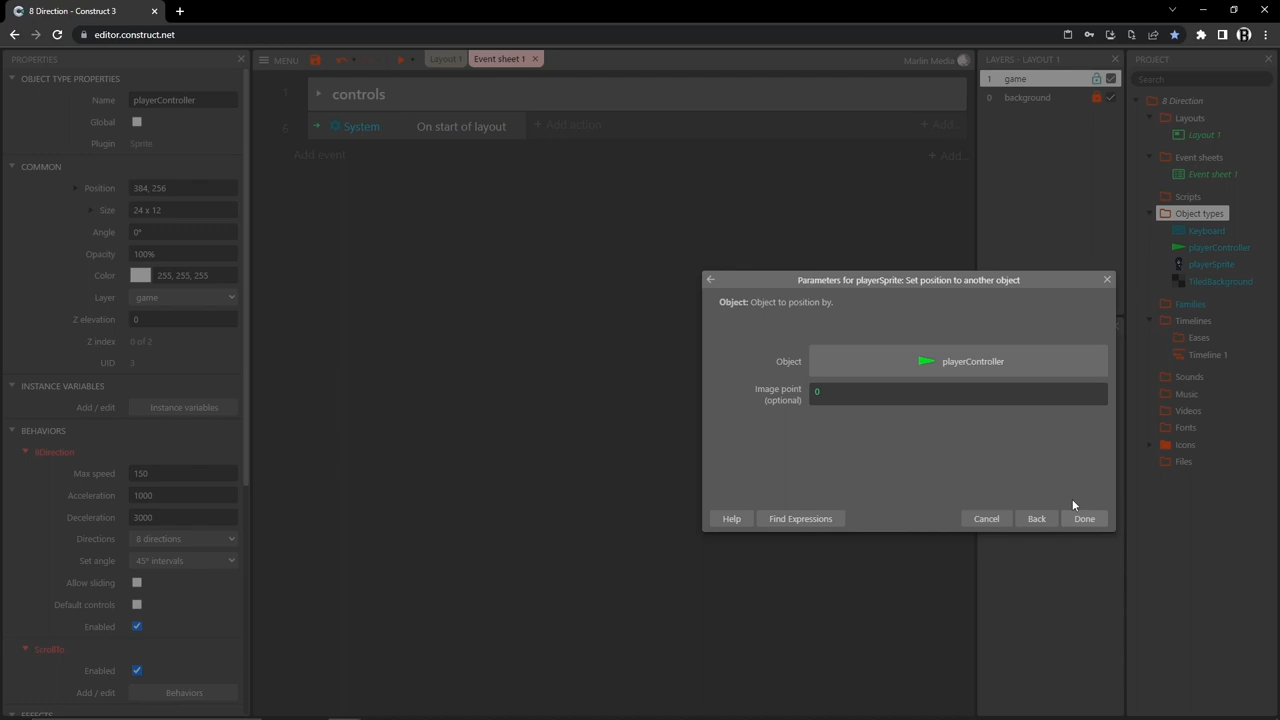 8 Direction - Construct 3
editor.construct.net
PROPERTIES
OBJECT TYPE PROPERTIES
Name playerController
Global
Plugin Sprite
COMMON
Position 384, 256
Size 24 x 12
Angle 0°
Opacity 100%
Color 255, 255, 255
Layer game
Z elevation 0
Z index 0 of 2
UID 3
INSTANCE VARIABLES
Add / edit Instance variables
BEHAVIORS
8Direction
Max speed 150
Acceleration 1000
Deceleration 3000
Directions 8 directions
Set angle 45° intervals
Allow sliding
Default controls
Enabled
ScrollTo
Enabled
Add / edit Behaviors
EFFECTS
MENU
Layout 1
Event sheet 1
Marlin Media
1 controls
6 System On start of layout + Add action + Add...
Add event + Add...
Parameters for playerSprite: Set position to another object
Object: Object to position by.
Object playerController
Image point (optional) 0
Help Find Expressions Cancel Back Done
LAYERS - LAYOUT 1
1 game
0 background
PROJECT
Search
8 Direction
Layouts
Layout 1
Event sheets
Event sheet 1
Scripts
Object types
Keyboard
playerController
playerSprite
TiledBackground
Families
Timelines
Eases
Timeline 1
Sounds
Music
Videos
Fonts
Icons
Files